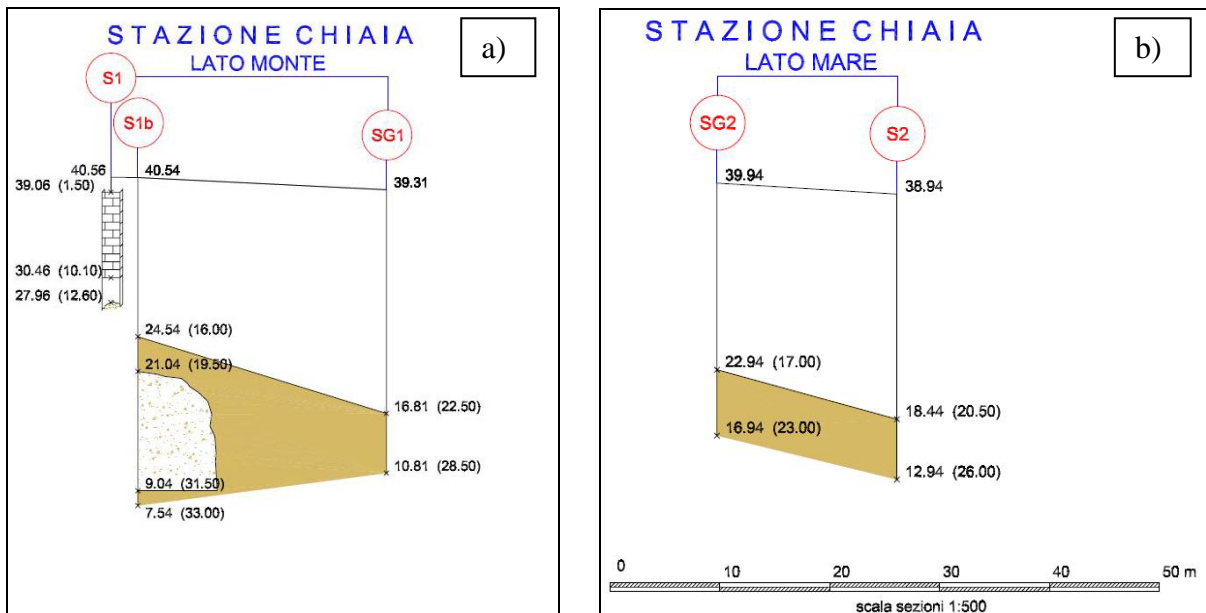 STAZIONE CHIAIA
LATO MONTE
a)
S1
S1b
SG1
40.56
40.54
39.31
39.06 (1.50)
30.46 (10.10)
27.96 (12.60)
24.54 (16.00)
21.04 (19.50)
16.81 (22.50)
10.81 (28.50)
9.04 (31.50)
7.54 (33.00)
STAZIONE CHIAIA
LATO MARE
b)
SG2
S2
39.94
38.94
22.94 (17.00)
18.44 (20.50)
16.94 (23.00)
12.94 (26.00)
0 10 20 30 40 50 m
scala sezioni 1:500